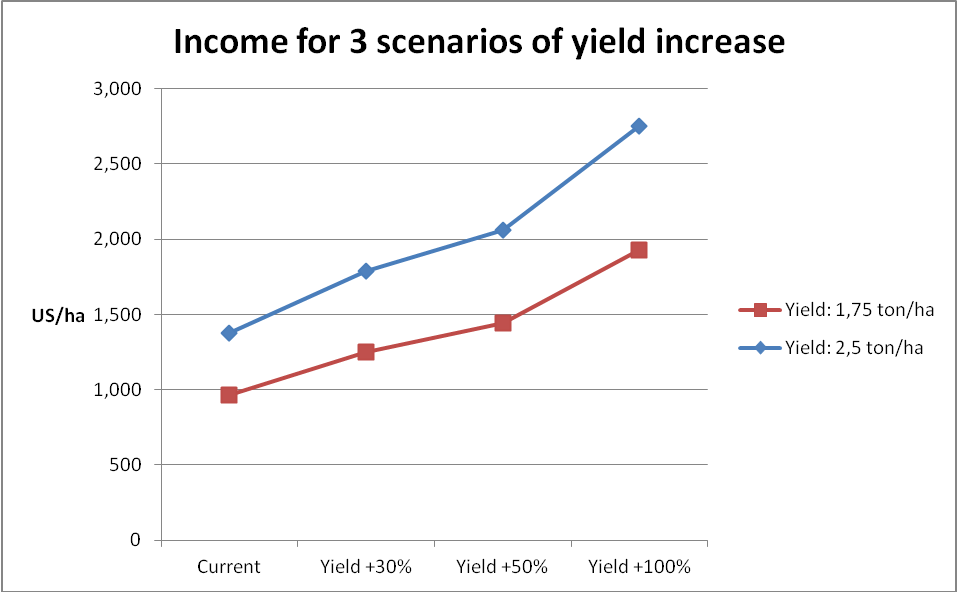 Income for 3 scenarios of yield increase
3,000
2,500
2,000
US/ha 1,500
1,000
500
0
Current Yield +30% Yield +50% Yield +100%
Yield: 1,75 ton/ha
Yield: 2,5 ton/ha